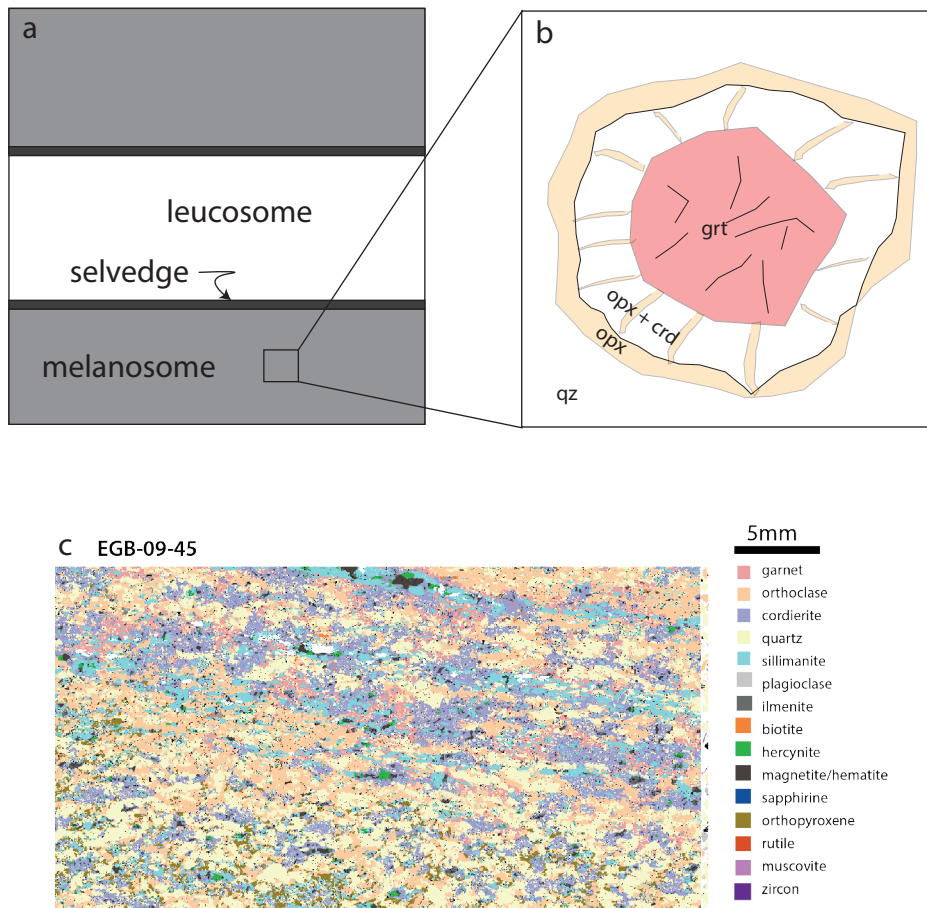 a
leucosome
selvedge
melanosome
b
grt
opx + crd
opx
qz
c EGB-09-45
5mm
garnet
orthoclase
cordierite
quartz
sillimanite
plagioclase
ilmenite
biotite
hercynite
magnetite/hematite
sapphirine
orthopyroxene
rutile
muscovite
zircon